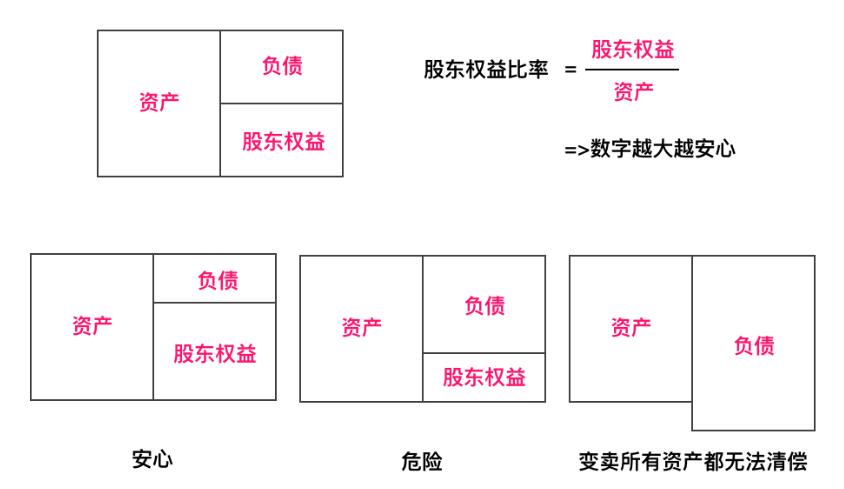 资产
负债
股东权益
股东权益比率 = 股东权益
资产
=>数字越大越安心
资产
负债
股东权益
安心
资产
负债
股东权益
危险
资产
负债
变卖所有资产都无法清偿